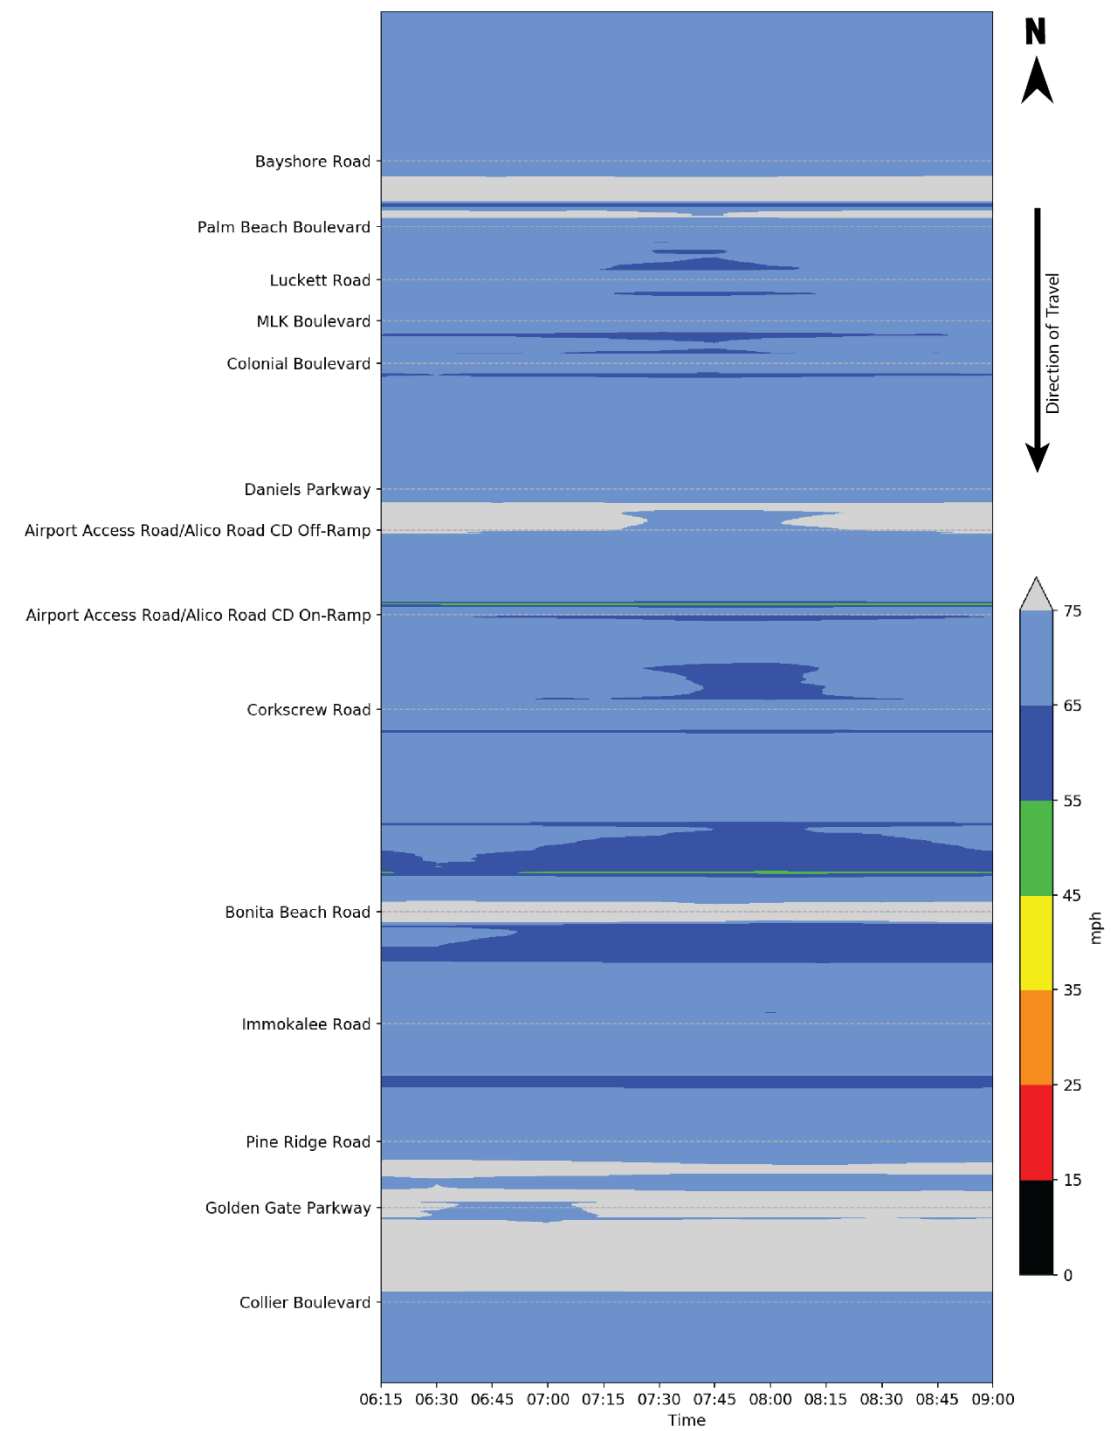 N
Bayshore Road
Palm Beach Boulevard
Luckett Road
MLK Boulevard
Colonial Boulevard
Daniels Parkway
Airport Access Road/Alico Road CD Off-Ramp
Airport Access Road/Alico Road CD On-Ramp
Corkscrew Road
Bonita Beach Road
Immokalee Road
Pine Ridge Road
Golden Gate Parkway
Collier Boulevard
06:15 06:30 06:45 07:00 07:15 07:30 07:45 08:00 08:15 08:30 08:45 09:00
Time
Direction of Travel
75
65
55
45
35
25
15
0
mph